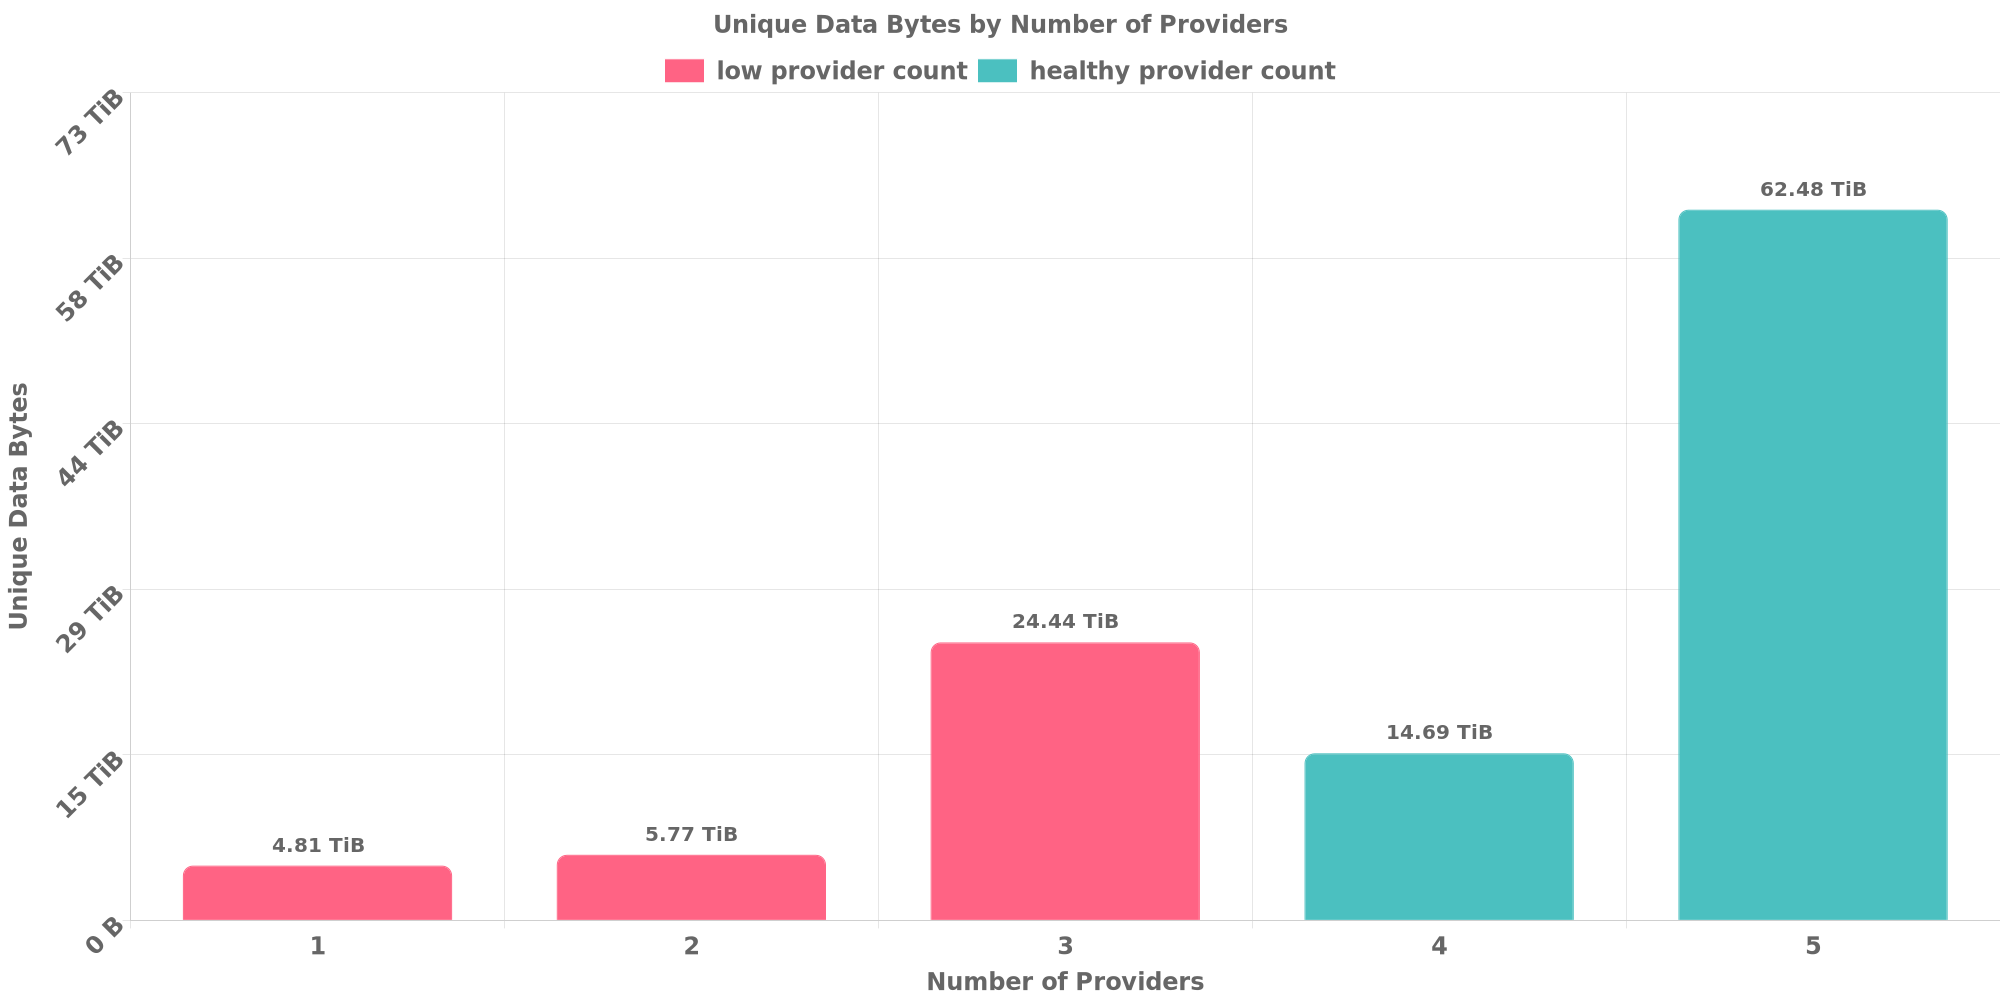 Unique Data Bytes by Number of Providers
low provider count healthy provider count
73 TiB
58 TiB
44 TiB
29 TiB
15 TiB
0 B
Unique Data Bytes
4.81 TiB
5.77 TiB
24.44 TiB
14.69 TiB
62.48 TiB
1 2 3 4 5
Number of Providers